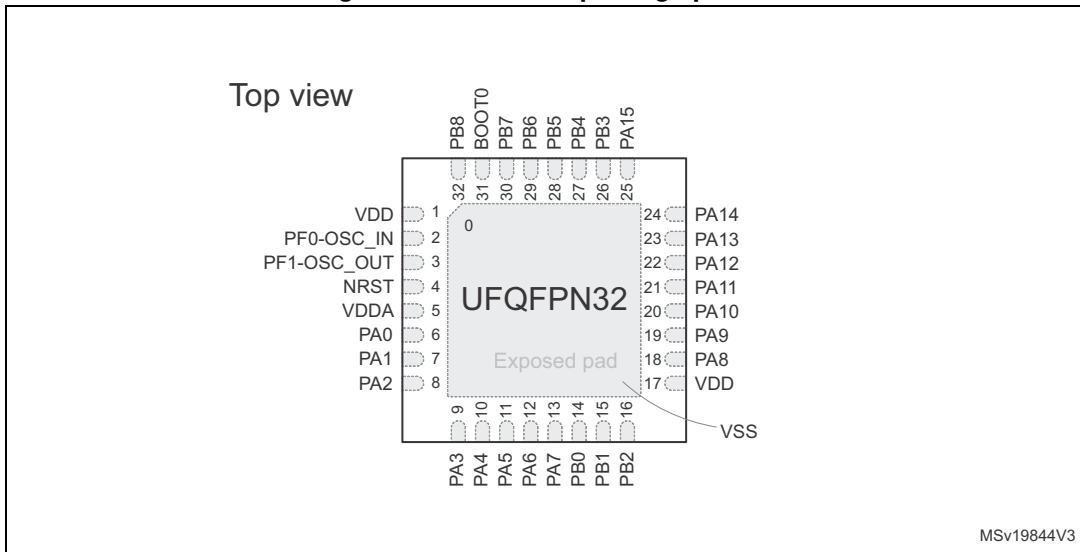 Top view
PB8
BOOT0
PB7
PB6
PB5
PB4
PB3
PA15
32
31
30
29
28
27
26
25
VDD 1
PF0-OSC_IN 2
PF1-OSC_OUT 3
NRST 4
VDDA 5
PA0 6
PA1 7
PA2 8
0
UFQFPN32
Exposed pad
24 PA14
23 PA13
22 PA12
21 PA11
20 PA10
19 PA9
18 PA8
17 VDD
VSS
9
10
11
12
13
14
15
16
PA3
PA4
PA5
PA6
PA7
PB0
PB1
PB2
MSv19844V3